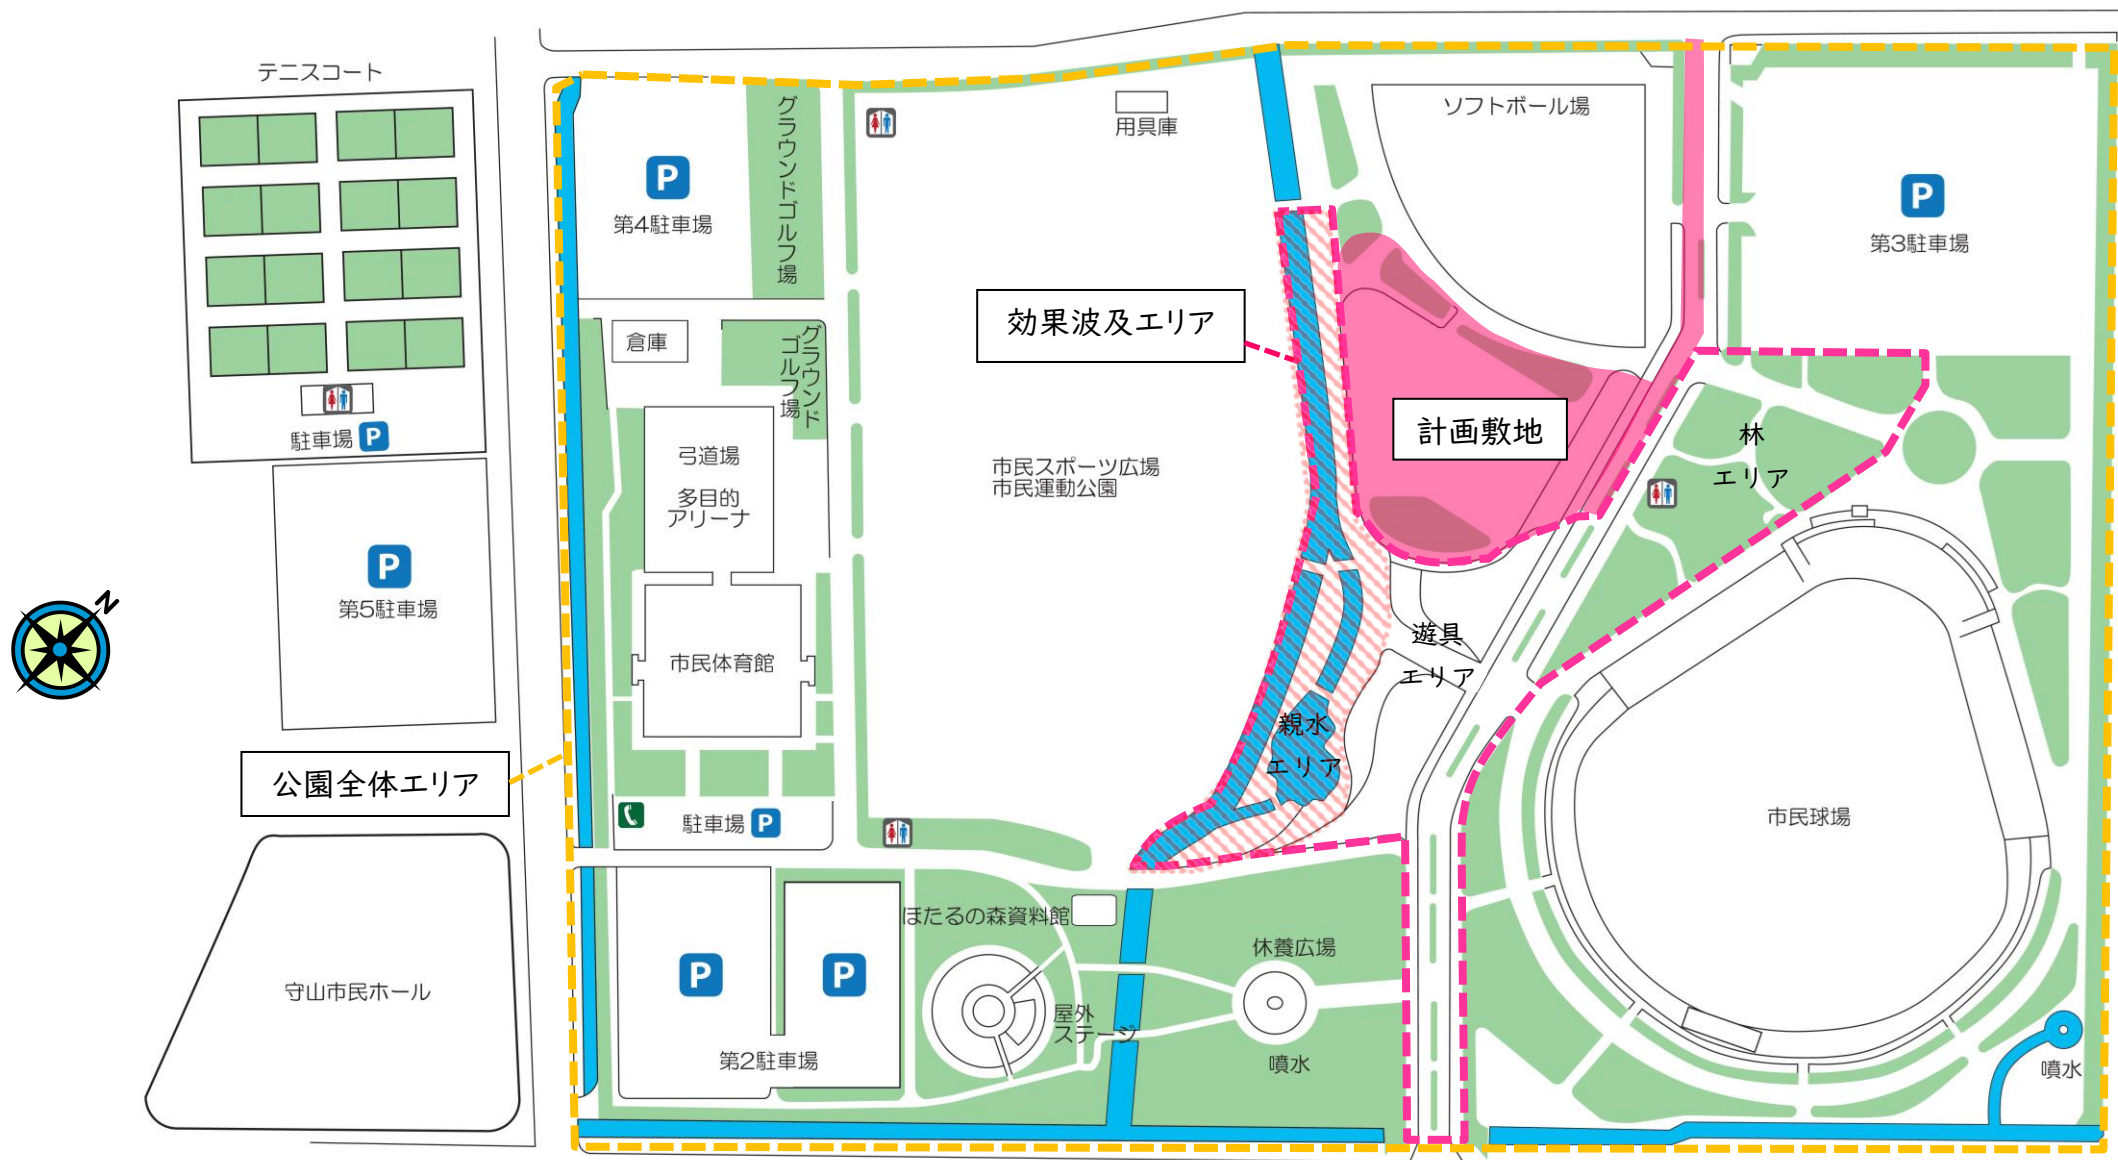 テニスコート
駐車場 P
P
第5駐車場
N
公園全体エリア
守山市民ホール
P
第4駐車場
グラウンドゴルフ場
倉庫
グラウンド
ゴルフ場
弓道場
多目的
アリーナ
市民体育館
駐車場 P
P
P
第2駐車場
用具庫
効果波及エリア
市民スポーツ広場
市民運動公園
ほたるの森資料館
屋外
ステージ
休養広場
噴水
ソフトボール場
計画敷地
遊具
エリア
親水
エリア
P
第3駐車場
林
エリア
市民球場
噴水